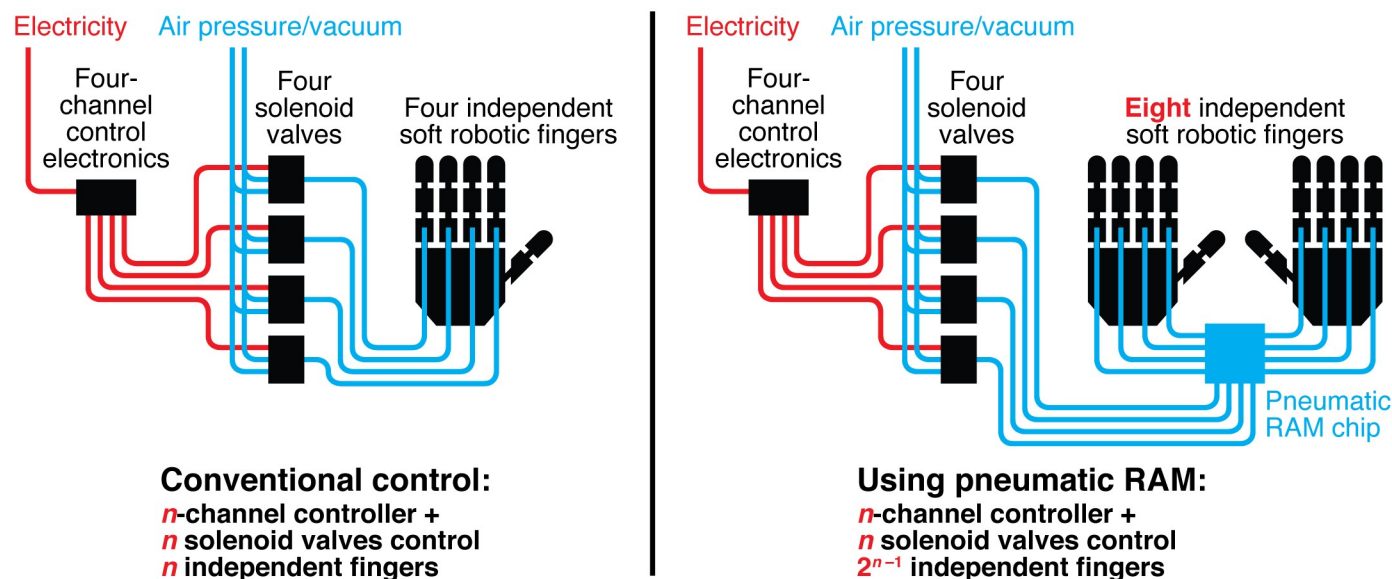 Electricity
Air pressure/vacuum
Four-
channel
control
electronics
Four
solenoid
valves
Four independent
soft robotic fingers
Conventional control:
n-channel controller +
n solenoid valves control
n independent fingers
Electricity
Air pressure/vacuum
Four-
channel
control
electronics
Four
solenoid
valves
Eight independent
soft robotic fingers
Pneumatic
RAM chip
Using pneumatic RAM:
n-channel controller +
n solenoid valves control
2ⁿ⁻¹ independent fingers